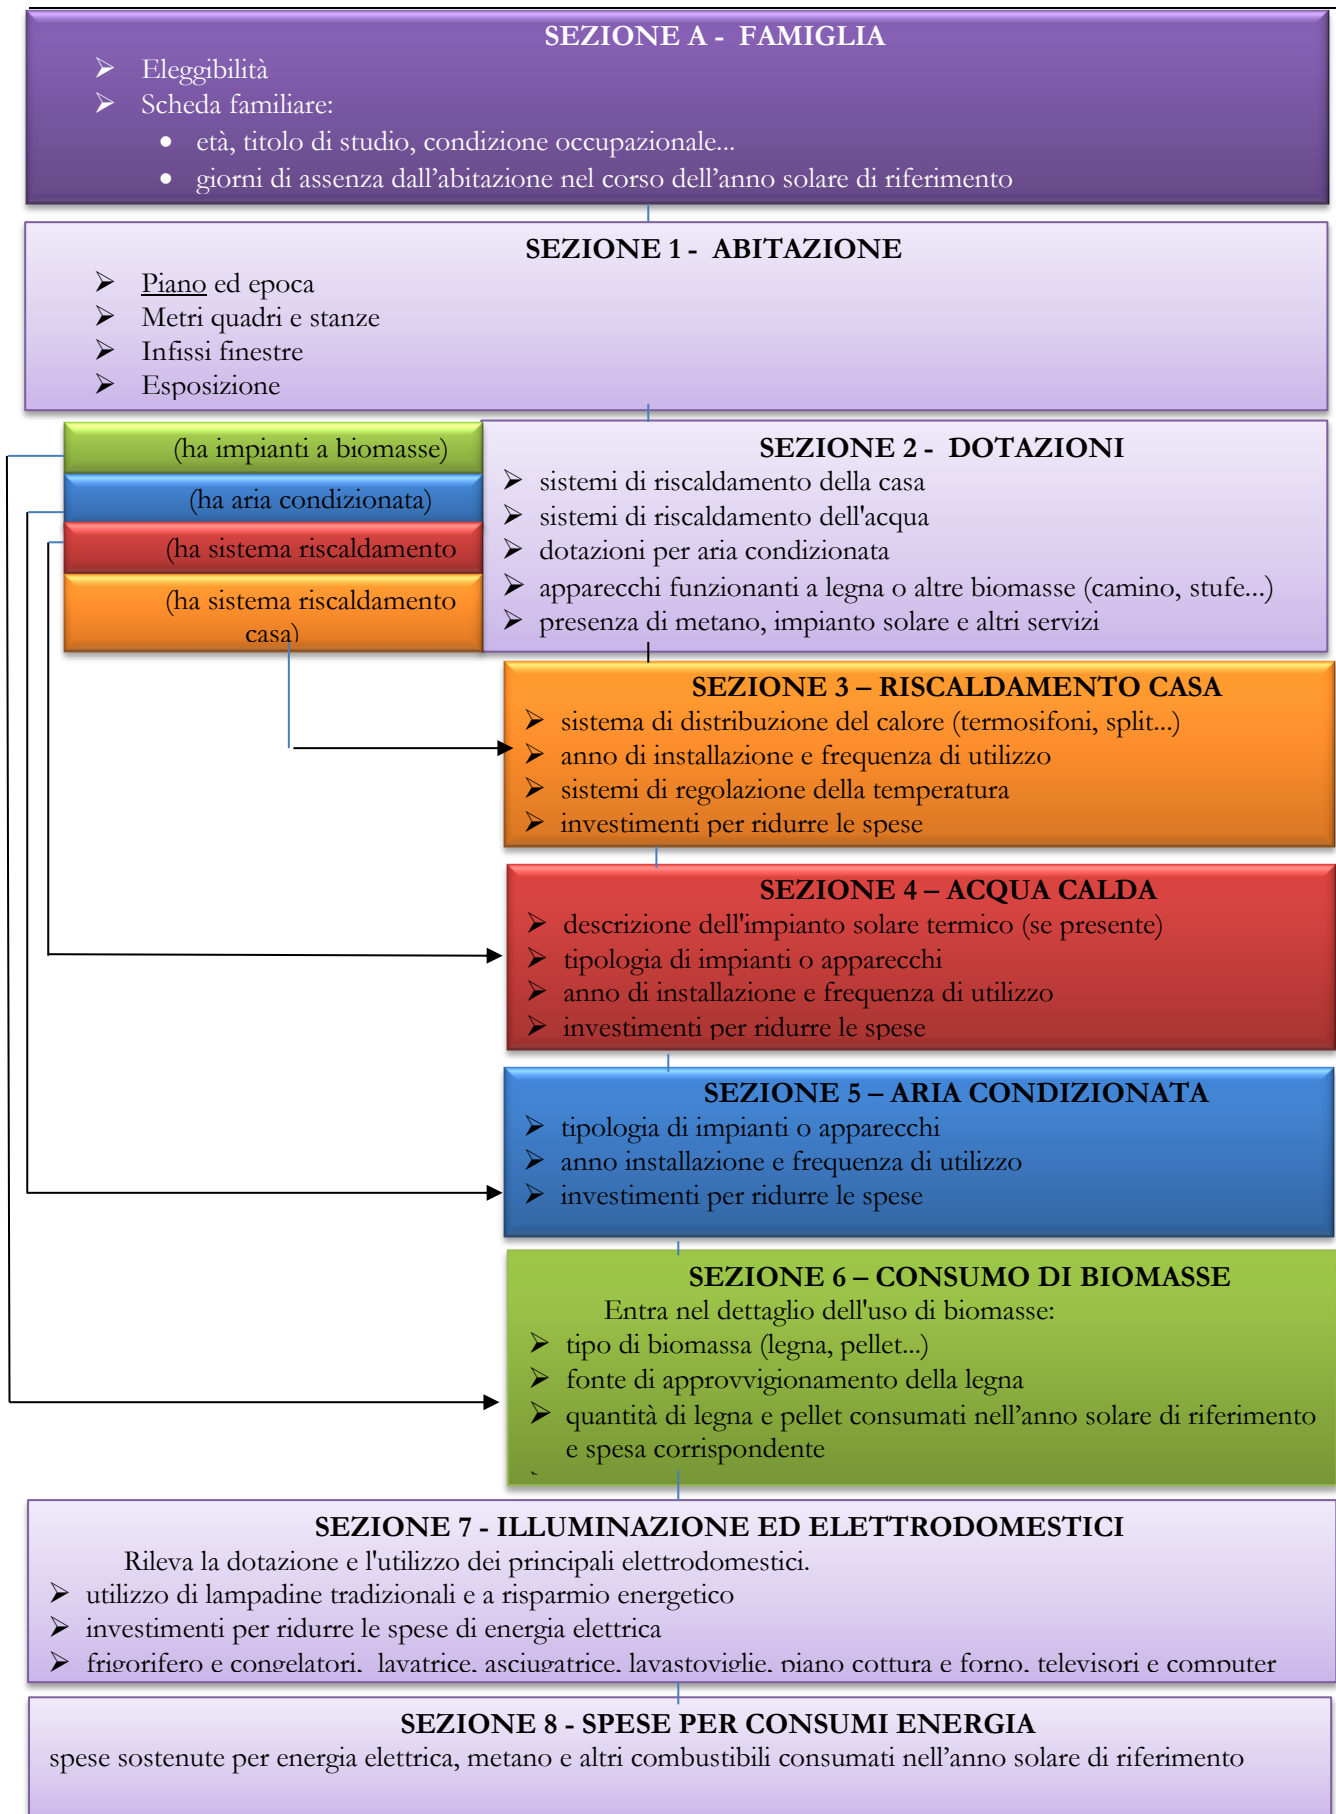 SEZIONE A - FAMIGLIA
➢ Eleggibilità
➢ Scheda familiare:
• età, titolo di studio, condizione occupazionale...
• giorni di assenza dall’abitazione nel corso dell’anno solare di riferimento
SEZIONE 1 - ABITAZIONE
➢ Piano ed epoca
➢ Metri quadri e stanze
➢ Infissi finestre
➢ Esposizione
(ha impianti a biomasse)
(ha aria condizionata)
(ha sistema riscaldamento
(ha sistema riscaldamento
casa)
SEZIONE 2 - DOTAZIONI
➢ sistemi di riscaldamento della casa
➢ sistemi di riscaldamento dell'acqua
➢ dotazioni per aria condizionata
➢ apparecchi funzionanti a legna o altre biomasse (camino, stufe...)
➢ presenza di metano, impianto solare e altri servizi
SEZIONE 3 – RISCALDAMENTO CASA
➢ sistema di distribuzione del calore (termosifoni, split...)
➢ anno di installazione e frequenza di utilizzo
➢ sistemi di regolazione della temperatura
➢ investimenti per ridurre le spese
SEZIONE 4 – ACQUA CALDA
➢ descrizione dell'impianto solare termico (se presente)
➢ tipologia di impianti o apparecchi
➢ anno di installazione e frequenza di utilizzo
➢ investimenti per ridurre le spese
SEZIONE 5 – ARIA CONDIZIONATA
➢ tipologia di impianti o apparecchi
➢ anno installazione e frequenza di utilizzo
➢ investimenti per ridurre le spese
SEZIONE 6 – CONSUMO DI BIOMASSE
Entra nel dettaglio dell'uso di biomasse:
➢ tipo di biomassa (legna, pellet...)
➢ fonte di approvvigionamento della legna
➢ quantità di legna e pellet consumati nell’anno solare di riferimento
e spesa corrispondente
SEZIONE 7 - ILLUMINAZIONE ED ELETTRODOMESTICI
Rileva la dotazione e l'utilizzo dei principali elettrodomestici.
➢ utilizzo di lampadine tradizionali e a risparmio energetico
➢ investimenti per ridurre le spese di energia elettrica
➢ frigorifero e congelatori, lavatrice, asciugatrice, lavastoviglie, piano cottura e forno, televisori e computer
SEZIONE 8 - SPESE PER CONSUMI ENERGIA
spese sostenute per energia elettrica, metano e altri combustibili consumati nell’anno solare di riferimento